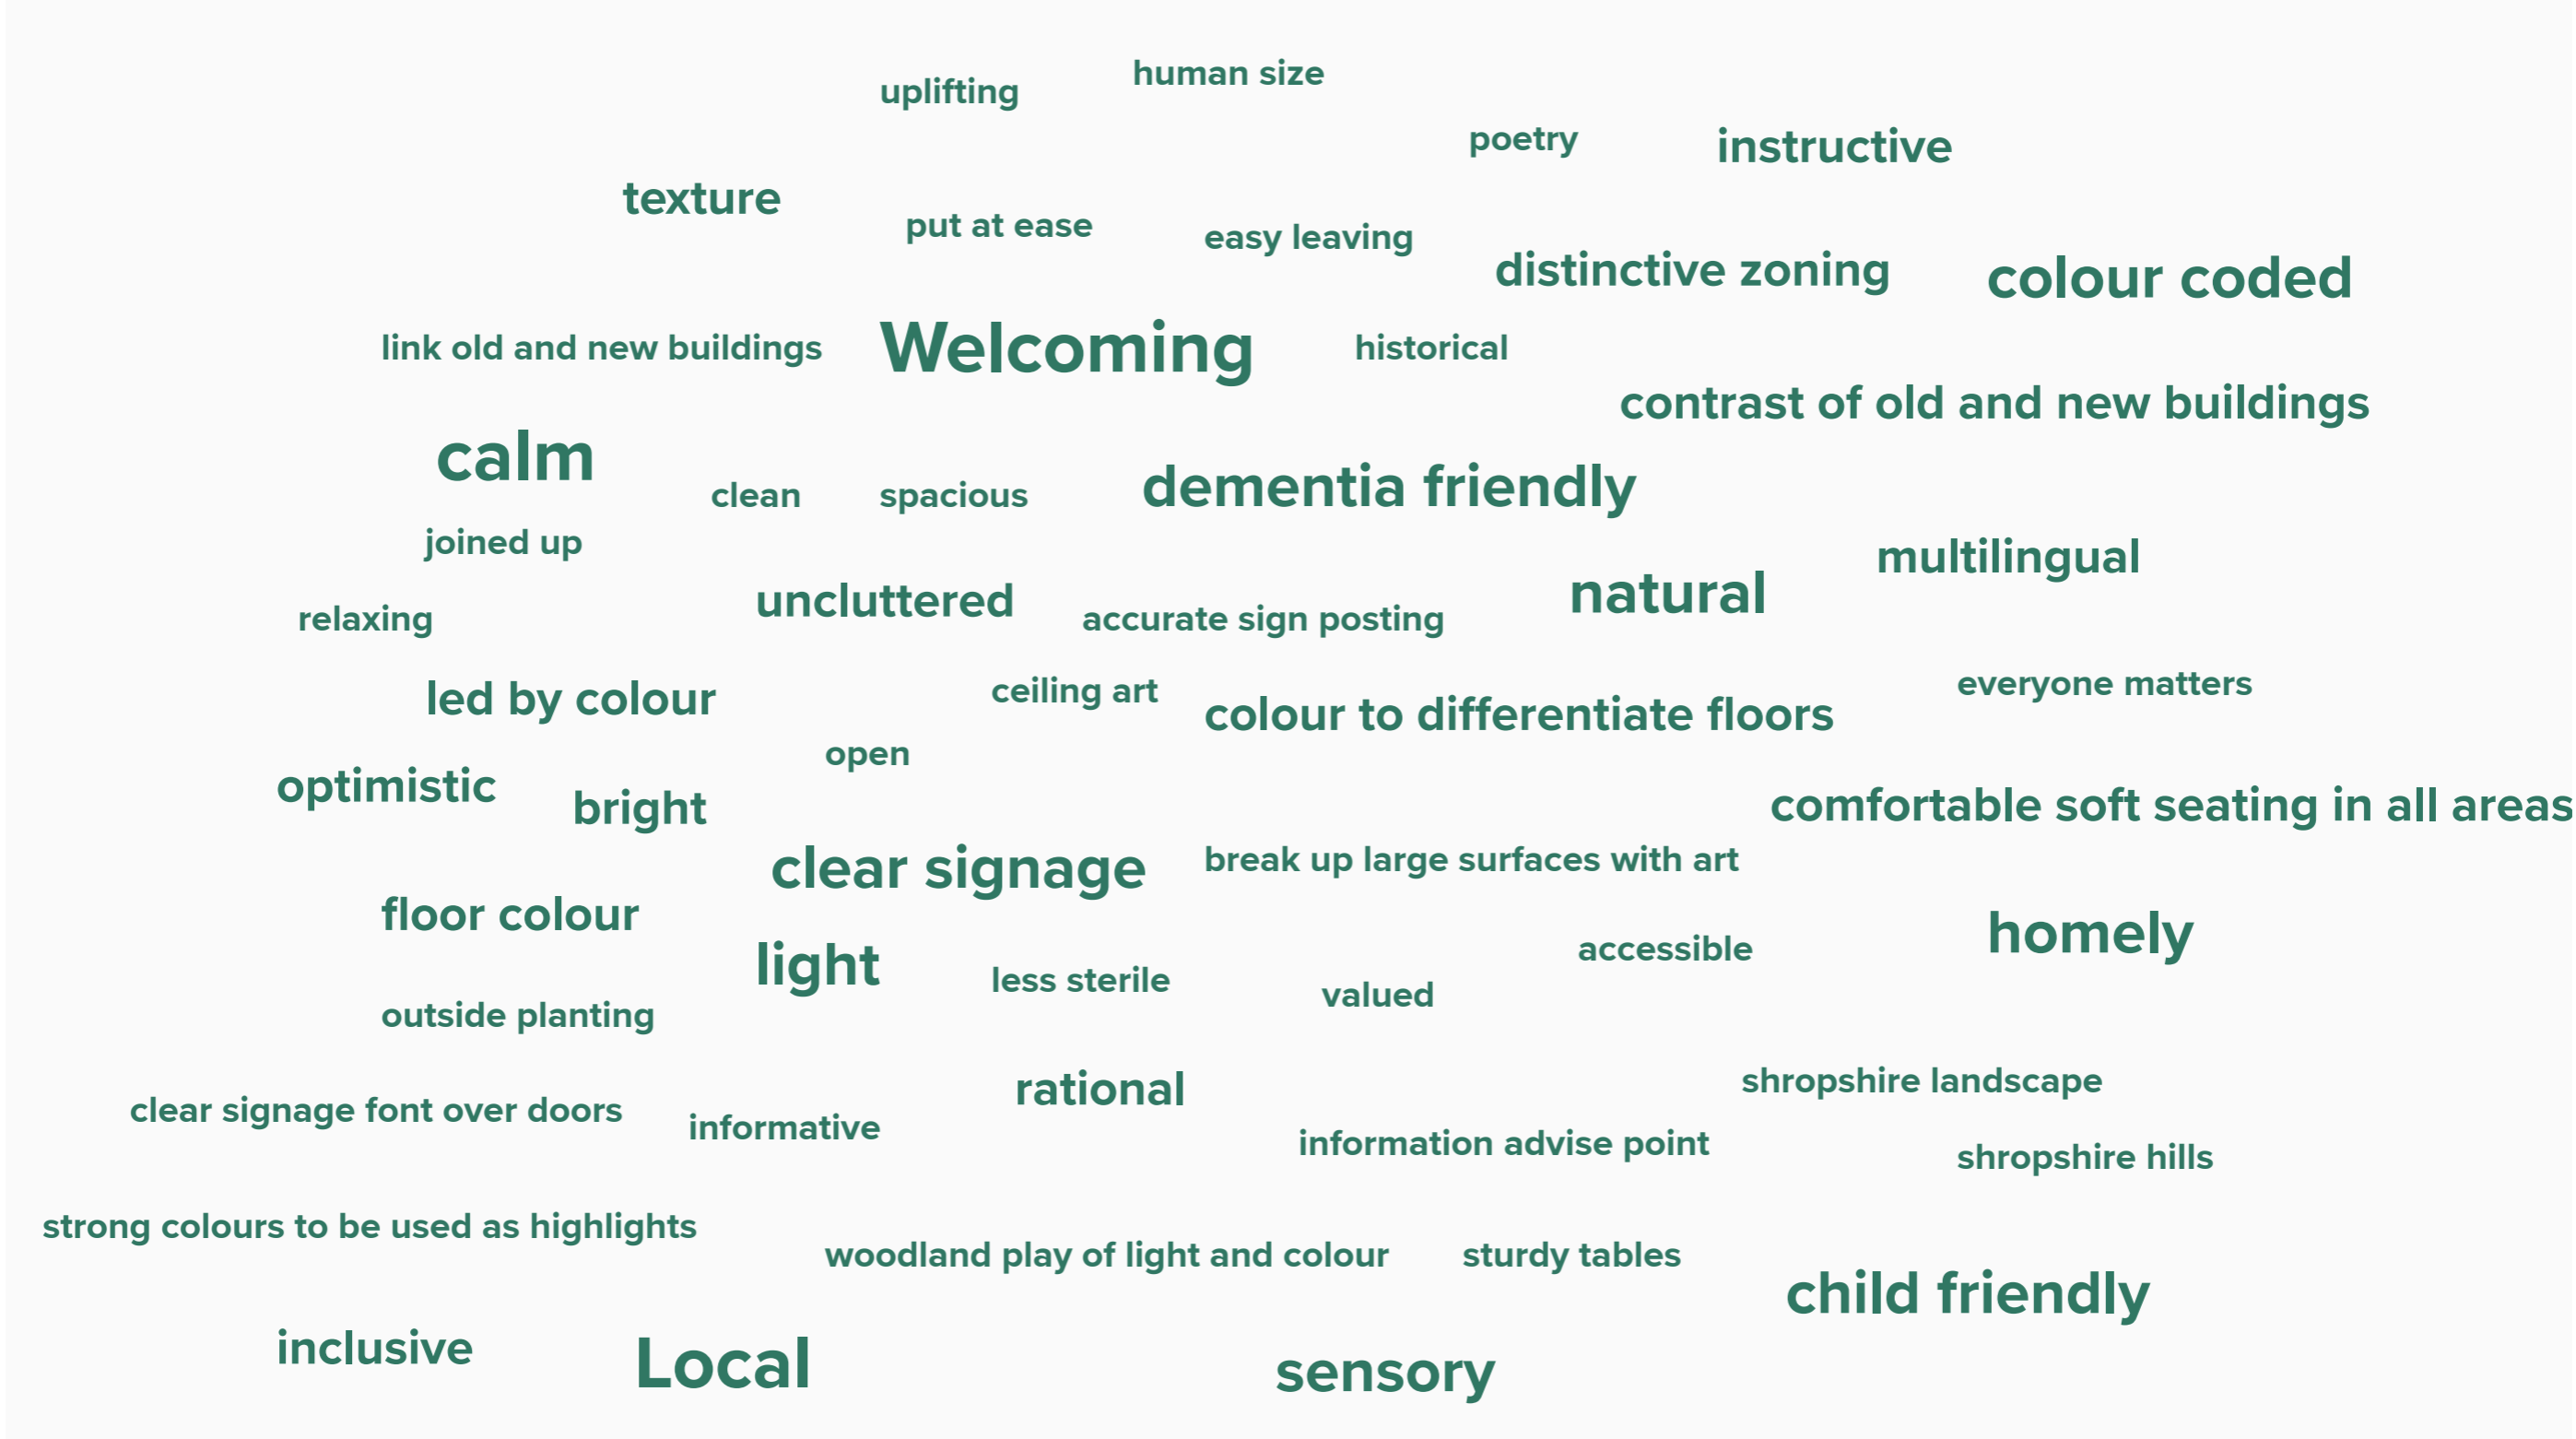 human size
uplifting
poetry
instructive
texture
put at ease
easy leaving
distinctive zoning
colour coded
link old and new buildings
Welcoming
historical
contrast of old and new buildings
calm
clean
spacious
dementia friendly
joined up
multilingual
uncluttered
natural
relaxing
accurate sign posting
led by colour
ceiling art
everyone matters
colour to differentiate floors
open
optimistic
bright
comfortable soft seating in all areas
clear signage
break up large surfaces with art
floor colour
homely
light
accessible
less sterile
valued
outside planting
rational
shropshire landscape
clear signage font over doors
informative
information advise point
shropshire hills
strong colours to be used as highlights
woodland play of light and colour
sturdy tables
child friendly
inclusive
Local
sensory